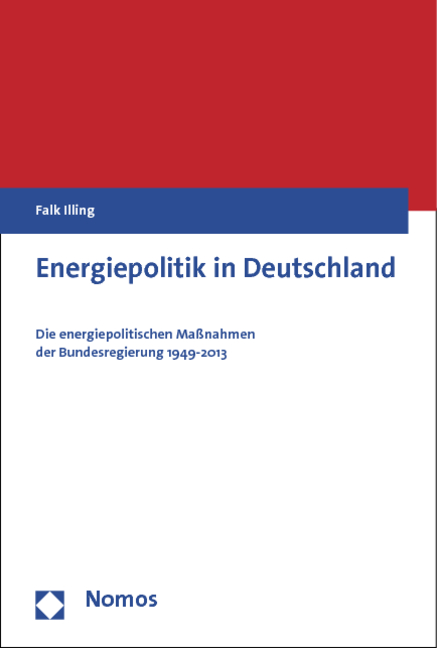 Falk Illing
Energiepolitik in Deutschland
Die energiepolitischen Maßnahmen
der Bundesregierung 1949-2013
Nomos